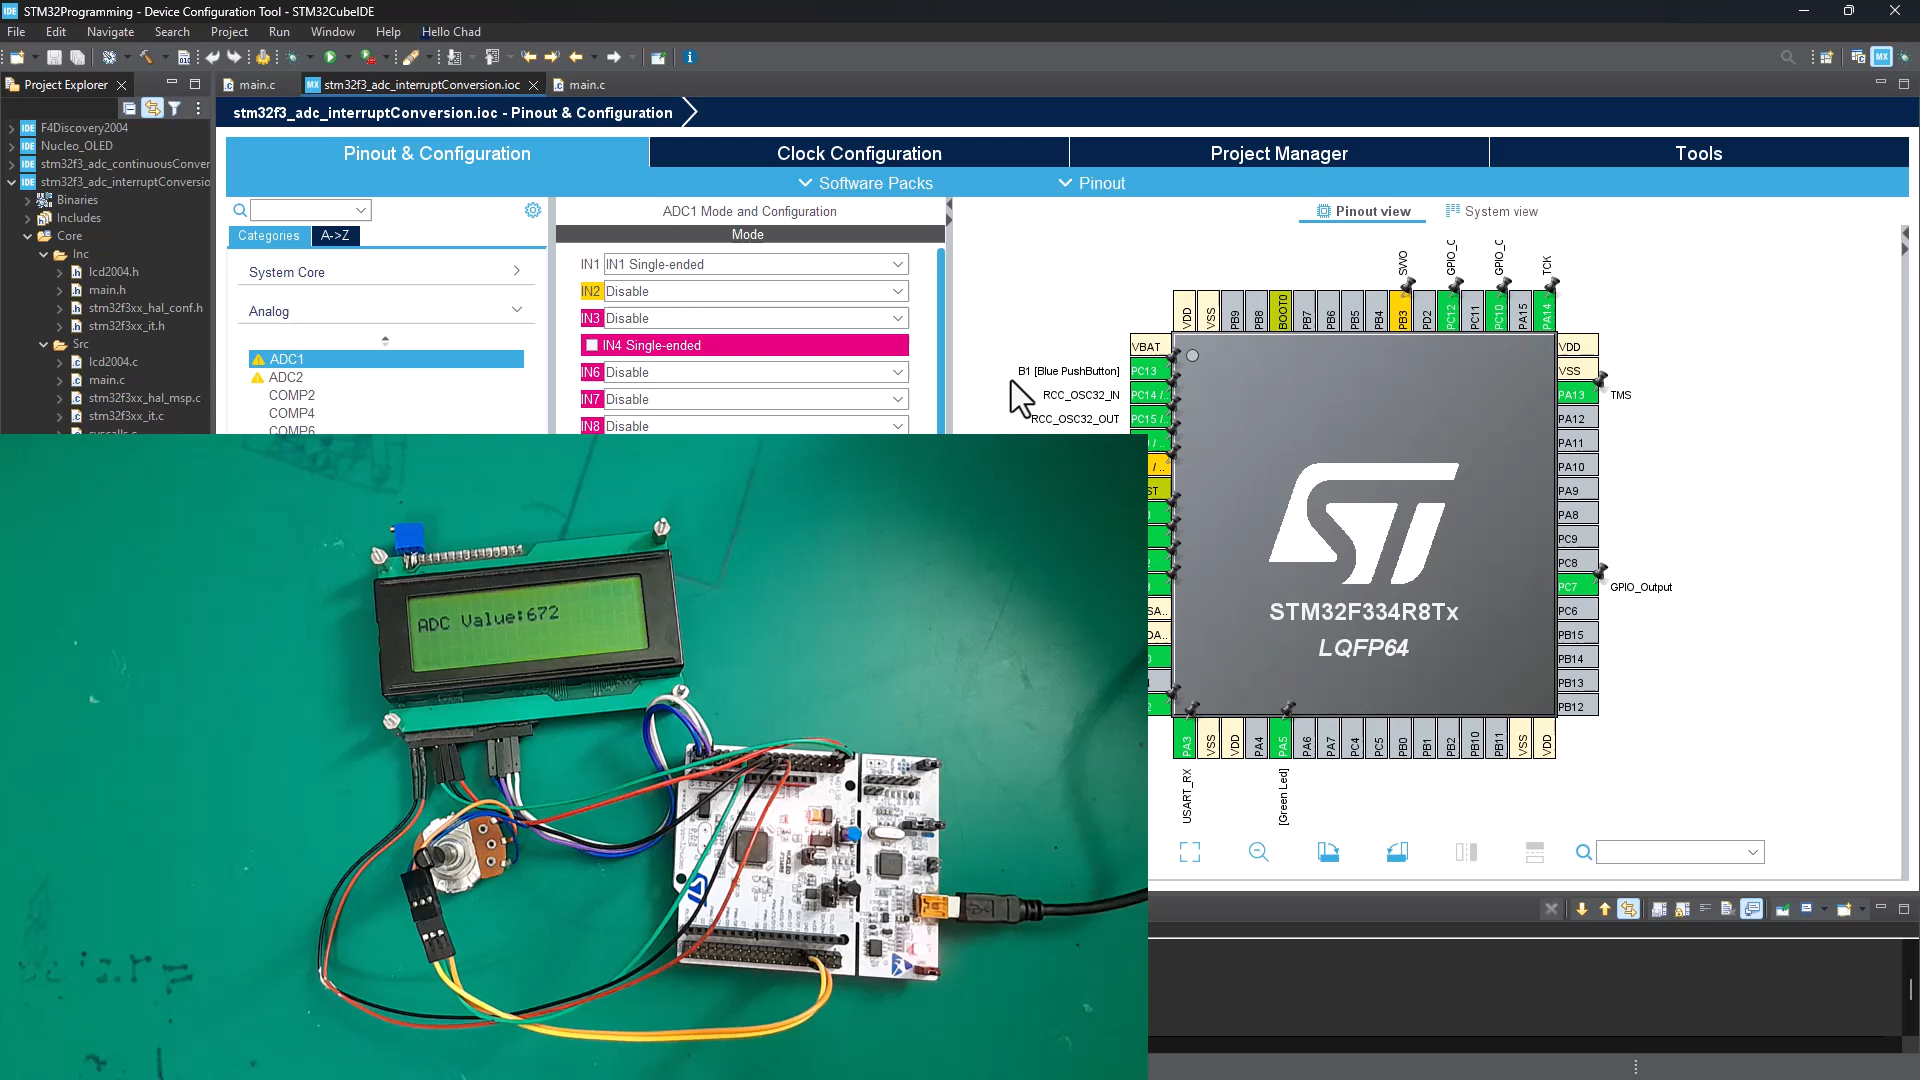 STM32Programming - Device Configuration Tool - STM32CubeIDE
File Edit Navigate Search Project Run Window Help Hello Chad
Project Explorer
main.c
stm32f3_adc_interruptConversion.ioc
main.c
F4Discovery2004
Nucleo_OLED
stm32f3_adc_continuousConver
stm32f3_adc_interruptConversio
Binaries
Includes
Core
Inc
lcd2004.h
main.h
stm32f3xx_hal_conf.h
stm32f3xx_it.h
Src
lcd2004.c
main.c
stm32f3xx_hal_msp.c
stm32f3xx_it.c
stm32f3_adc_interruptConversion.ioc - Pinout & Configuration
Pinout & Configuration
Clock Configuration
Project Manager
Tools
Software Packs
Pinout
Categories
A->Z
System Core
Analog
ADC1
ADC2
COMP2
COMP4
COMP6
ADC1 Mode and Configuration
Mode
IN1 IN1 Single-ended
IN2 Disable
IN3 Disable
IN4 Single-ended
IN6 Disable
IN7 Disable
IN8 Disable
Pinout view
System view
SWO
GPIO_O
GPIO_O
TCK
VDD
VSS
PB9
PB8
BOOT0
PB7
PB6
PB5
PB4
PB3
PD2
PC12
PC11
PC10
PA15
PA14
VBAT
B1 [Blue PushButton] PC13
RCC_OSC32_IN PC14 /..
RCC_OSC32_OUT PC15 /..
VDD
VSS
PA13 TMS
PA12
PA11
PA10
PA9
PA8
PC9
PC8
PC7 GPIO_Output
PC6
PB15
PB14
PB13
PB12
ST
STM32F334R8Tx
LQFP64
PA3
VSS
VDD
PA4
PA5
PA6
PA7
PC4
PC5
PB0
PB1
PB2
PB10
PB11
VSS
VDD
USART_RX
[Green Led]
ADC Value:672